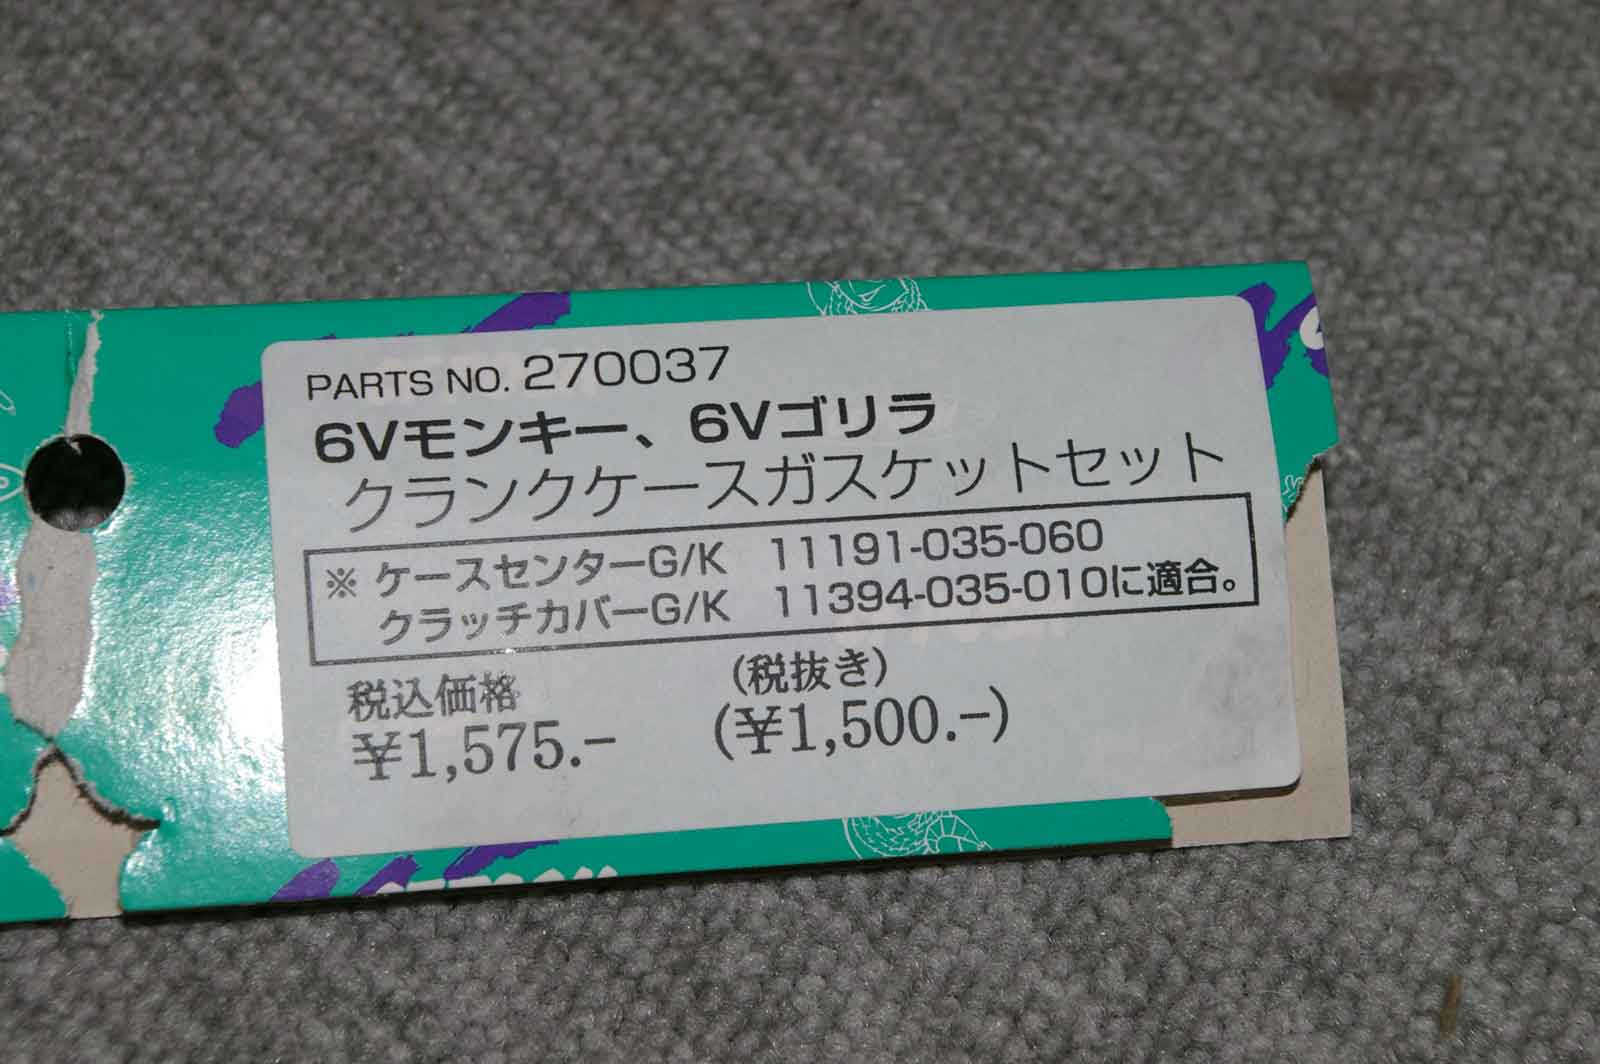 PARTS NO. 270037
6Vモンキー、6Vゴリラ
クランクケースガスケットセット
※ ケースセンターG/K 11191-035-060
クラッチカバーG/K 11394-035-010に適合。
税込価格 (税抜き)
¥1,575.- (¥1,500.-)